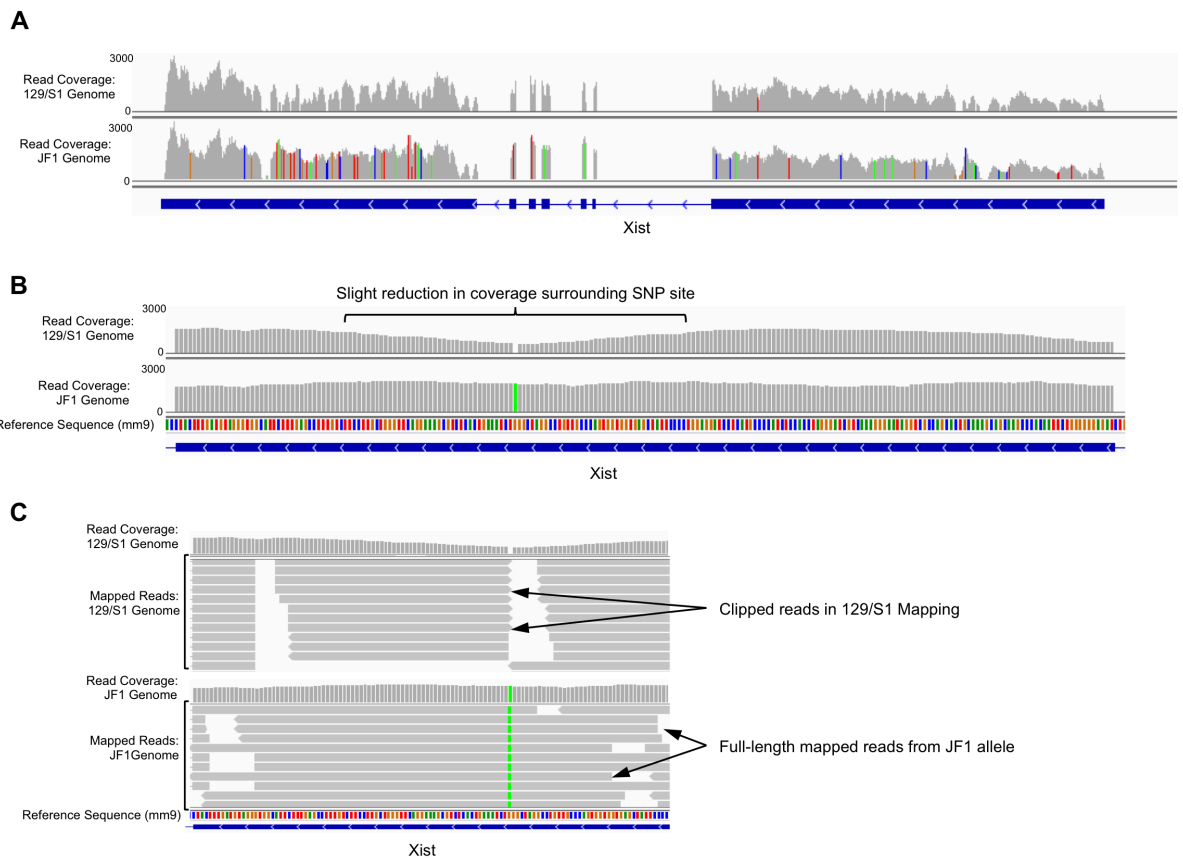 A
3000
Read Coverage:
129/S1 Genome
0
3000
Read Coverage:
JF1 Genome
0
Xist
B
Slight reduction in coverage surrounding SNP site
3000
Read Coverage:
129/S1 Genome
0
3000
Read Coverage:
JF1 Genome
0
Reference Sequence (mm9)
Xist
C
Read Coverage:
129/S1 Genome
Mapped Reads:
129/S1 Genome
Clipped reads in 129/S1 Mapping
Read Coverage:
JF1 Genome
Mapped Reads:
JF1Genome
Full-length mapped reads from JF1 allele
Reference Sequence (mm9)
Xist